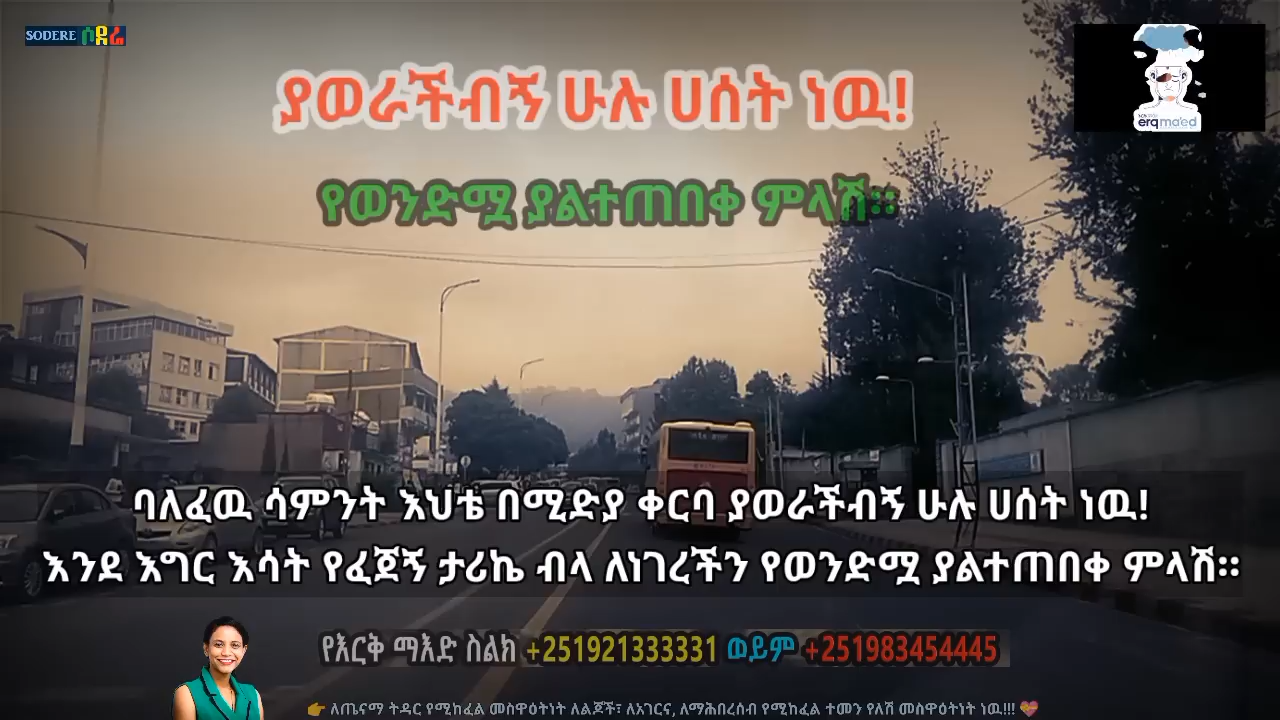 SODERE ሶደሬ
erqma'ed
ያወራችብኝ ሁሉ ሀሰት ነዉ!
የወንድሟ ያልተጠበቀ ምላሽ።
ባለፈዉ ሳምንት እህቴ በሚድያ ቀርባ ያወራችብኝ ሁሉ ሀሰት ነዉ!
እንደ እግር እሳት የፈጀኝ ታሪኬ ብላ ለነገረችን የወንድሟ ያልተጠበቀ ምላሽ።
የእርቅ ማእድ ስልክ +251921333331 ወይም +251983454445
👉 ለጤናማ ትዳር የሚከፈል መስዋዕትነት ለልጆች፣ ለአገርና, ለማሕበረሰብ የሚከፈል ተመን የለሽ መስዋዕትነት ነዉ!!! 💝